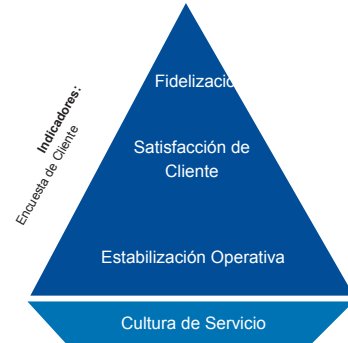 Indicadores:
Encuesta de Cliente
Fidelizació
Satisfacción de
Cliente
Estabilización Operativa
Cultura de Servicio